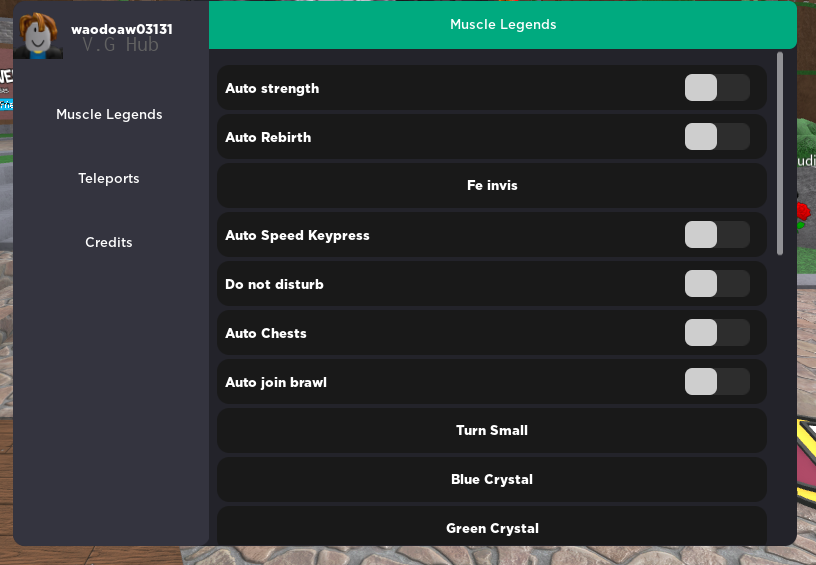 waodoaw03131
V.G Hub
Muscle Legends
Teleports
Credits
Muscle Legends
Auto strength
Auto Rebirth
Fe invis
Auto Speed Keypress
Do not disturb
Auto Chests
Auto join brawl
Turn Small
Blue Crystal
Green Crystal
udi